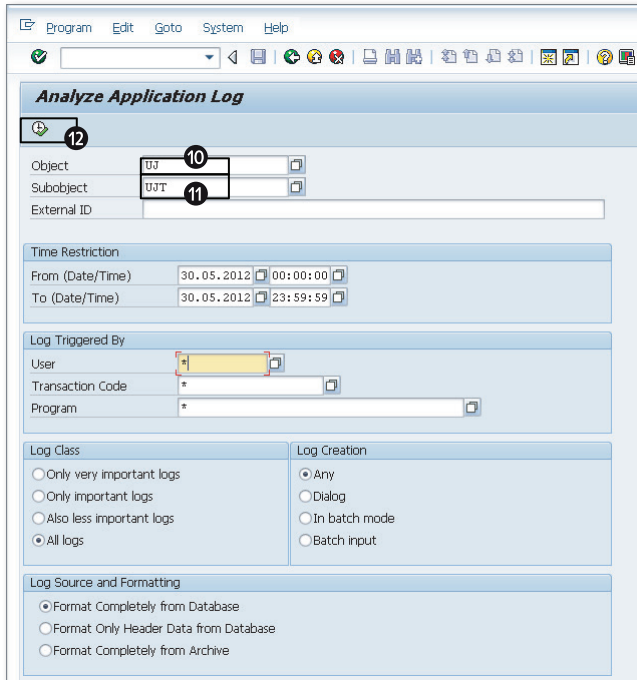 Program Edit Goto System Help
Analyze Application Log
12
Object UJ 10
Subobject UJT 11
External ID
Time Restriction
From (Date/Time) 30.05.2012 00:00:00
To (Date/Time) 30.05.2012 23:59:59
Log Triggered By
User *
Transaction Code *
Program *
Log Class Log Creation
Only very important logs Any
Only important logs Dialog
Also less important logs In batch mode
All logs Batch input
Log Source and Formatting
Format Completely from Database
Format Only Header Data from Database
Format Completely from Archive